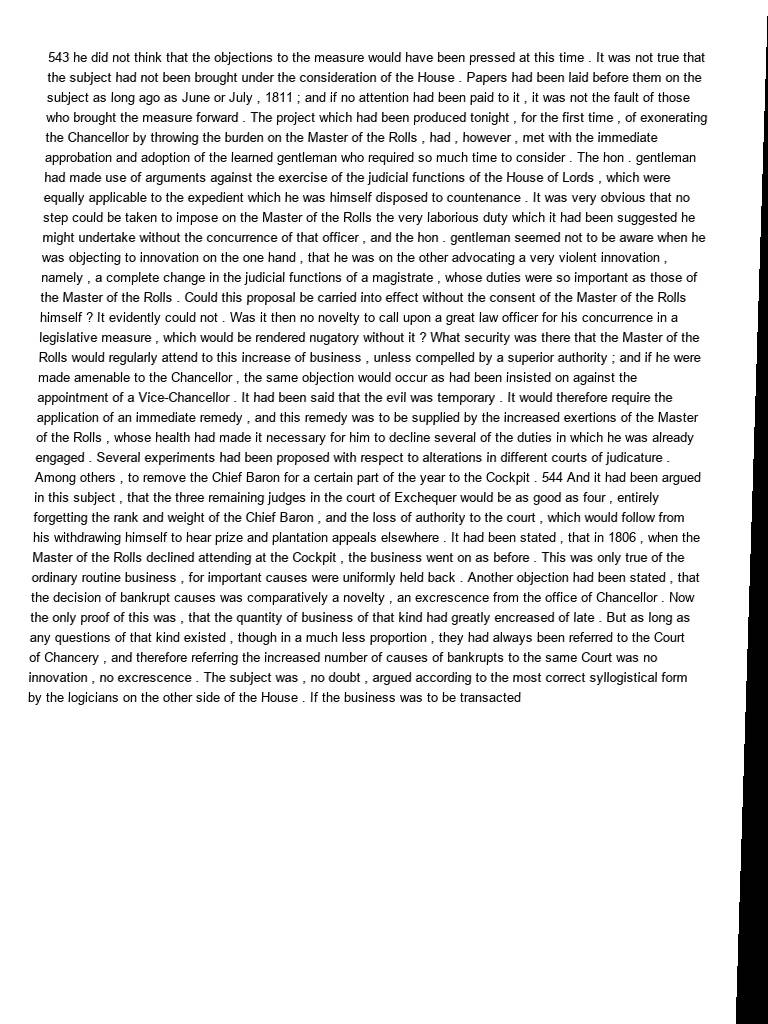 543 he did not think that the objections to the measure would have been pressed at this time . It was not true that
the subject had not been brought under the consideration of the House . Papers had been laid before them on the
subject as long ago as June or July , 1811 ; and if no attention had been paid to it , it was not the fault of those
who brought the measure forward . The project which had been produced tonight , for the first time , of exonerating
the Chancellor by throwing the burden on the Master of the Rolls , had , however , met with the immediate
approbation and adoption of the learned gentleman who required so much time to consider . The hon . gentleman
had made use of arguments against the exercise of the judicial functions of the House of Lords , which were
equally applicable to the expedient which he was himself disposed to countenance . It was very obvious that no
step could be taken to impose on the Master of the Rolls the very laborious duty which it had been suggested he
might undertake without the concurrence of that officer , and the hon . gentleman seemed not to be aware when he
was objecting to innovation on the one hand , that he was on the other advocating a very violent innovation ,
namely , a complete change in the judicial functions of a magistrate , whose duties were so important as those of
the Master of the Rolls . Could this proposal be carried into effect without the consent of the Master of the Rolls
himself ? It evidently could not . Was it then no novelty to call upon a great law officer for his concurrence in a
legislative measure , which would be rendered nugatory without it ? What security was there that the Master of the
Rolls would regularly attend to this increase of business , unless compelled by a superior authority ; and if he were
made amenable to the Chancellor , the same objection would occur as had been insisted on against the
appointment of a Vice-Chancellor . It had been said that the evil was temporary . It would therefore require the
application of an immediate remedy , and this remedy was to be supplied by the increased exertions of the Master
of the Rolls , whose health had made it necessary for him to decline several of the duties in which he was already
engaged . Several experiments had been proposed with respect to alterations in different courts of judicature .
Among others , to remove the Chief Baron for a certain part of the year to the Cockpit . 544 And it had been argued
in this subject , that the three remaining judges in the court of Exchequer would be as good as four , entirely
forgetting the rank and weight of the Chief Baron , and the loss of authority to the court , which would follow from
his withdrawing himself to hear prize and plantation appeals elsewhere . It had been stated , that in 1806 , when the
Master of the Rolls declined attending at the Cockpit , the business went on as before . This was only true of the
ordinary routine business , for important causes were uniformly held back . Another objection had been stated , that
the decision of bankrupt causes was comparatively a novelty , an excrescence from the office of Chancellor . Now
the only proof of this was , that the quantity of business of that kind had greatly encreased of late . But as long as
any questions of that kind existed , though in a much less proportion , they had always been referred to the Court
of Chancery , and therefore referring the increased number of causes of bankrupts to the same Court was no
innovation , no excrescence . The subject was , no doubt , argued according to the most correct syllogistical form
by the logicians on the other side of the House . If the business was to be transacted